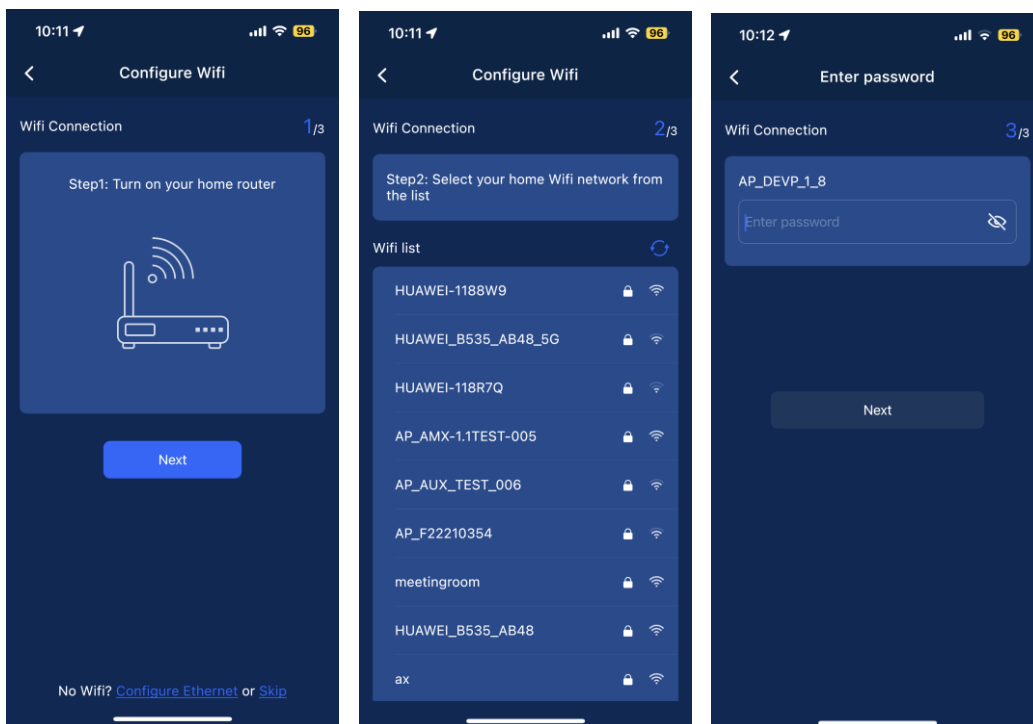 10:11
96
Configure Wifi
Wifi Connection
1/3
Step1: Turn on your home router
Next
No Wifi? Configure Ethernet or Skip
10:11
96
Configure Wifi
Wifi Connection
2/3
Step2: Select your home Wifi network from
the list
Wifi list
HUAWEI-1188W9
HUAWEI_B535_AB48_5G
HUAWEI-118R7Q
AP_AMX-1.1TEST-005
AP_AUX_TEST_006
AP_F22210354
meetingroom
HUAWEI_B535_AB48
ax
10:12
96
Enter password
Wifi Connection
3/3
AP_DEVP_1_8
Enter password
Next